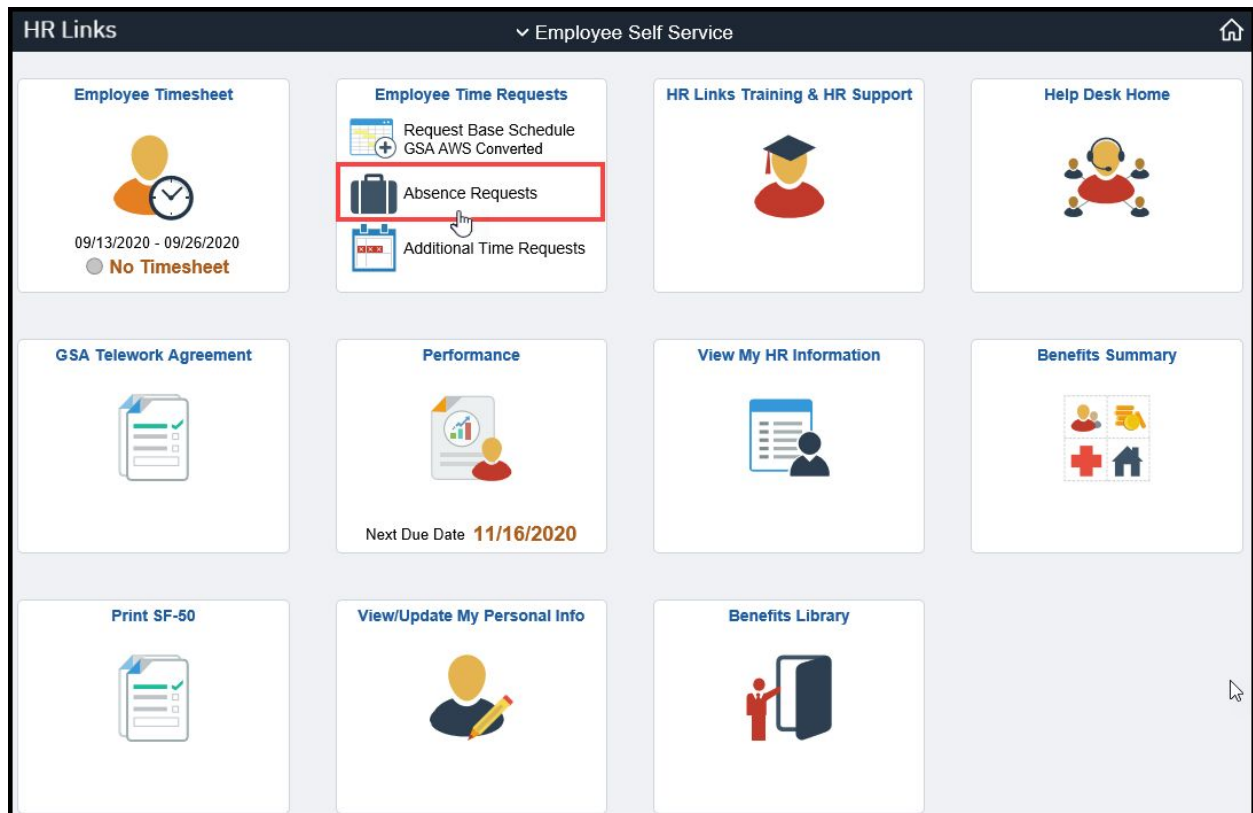 HR Links
Employee Self Service
Employee Timesheet
09/13/2020 - 09/26/2020
No Timesheet
Employee Time Requests
Request Base Schedule
GSA AWS Converted
Absence Requests
Additional Time Requests
HR Links Training & HR Support
Help Desk Home
GSA Telework Agreement
Performance
Next Due Date 11/16/2020
View My HR Information
Benefits Summary
Print SF-50
View/Update My Personal Info
Benefits Library